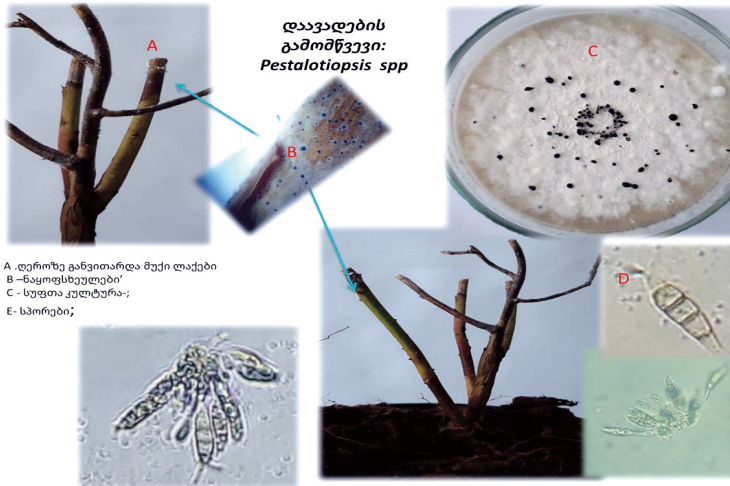 დაავადების
გამომწვევი:
Pestalotiopsis spp
A
B
C
D
A .ღეროზე განვითარდა მუქი ლაქები
B –ნაყოფსხეულები’
C - სუფთა კულტურა-;
E- სპორები;